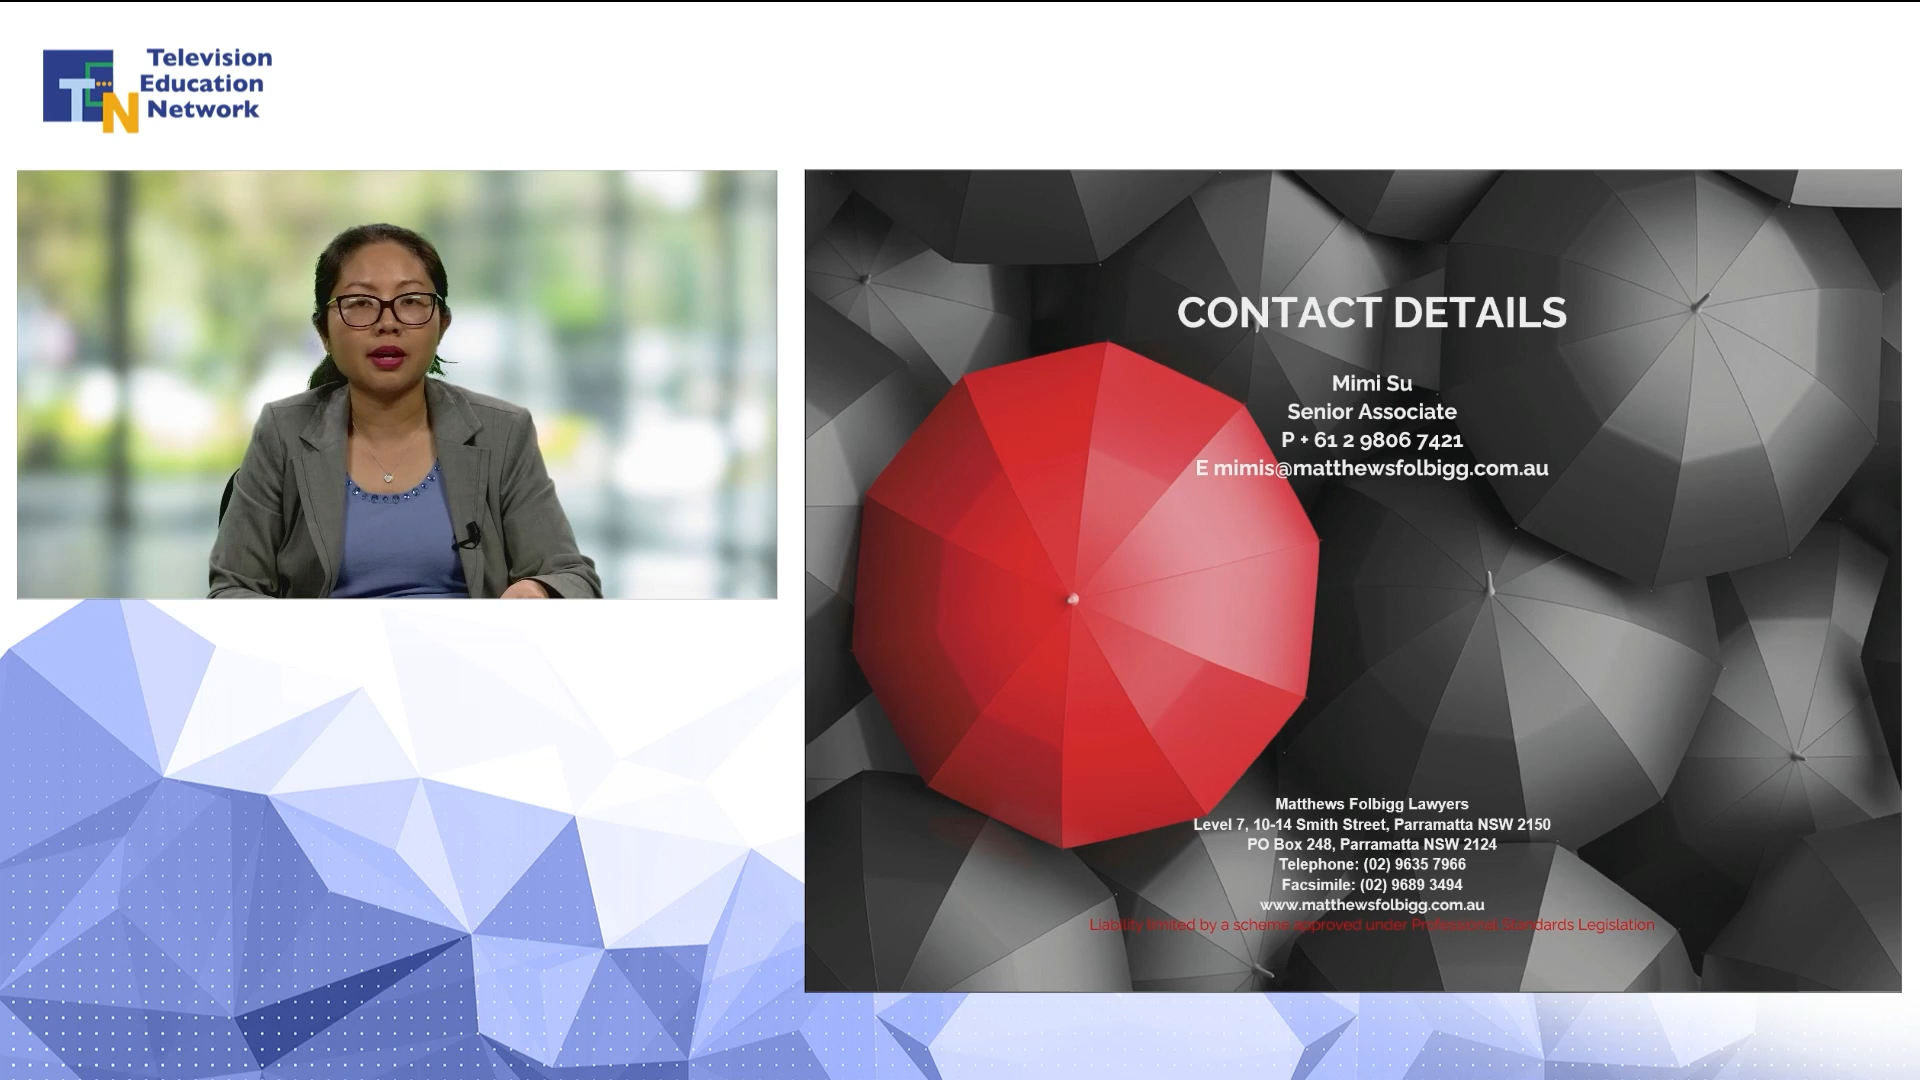 Television
Education
Network
TEN
CONTACT DETAILS
Mimi Su
Senior Associate
P + 61 2 9806 7421
E mimis@matthewsfolbigg.com.au
Matthews Folbigg Lawyers
Level 7, 10-14 Smith Street, Parramatta NSW 2150
PO Box 248, Parramatta NSW 2124
Telephone: (02) 9635 7966
Facsimile: (02) 9689 3494
www.matthewsfolbigg.com.au
Liability limited by a scheme approved under Professional Standards Legislation